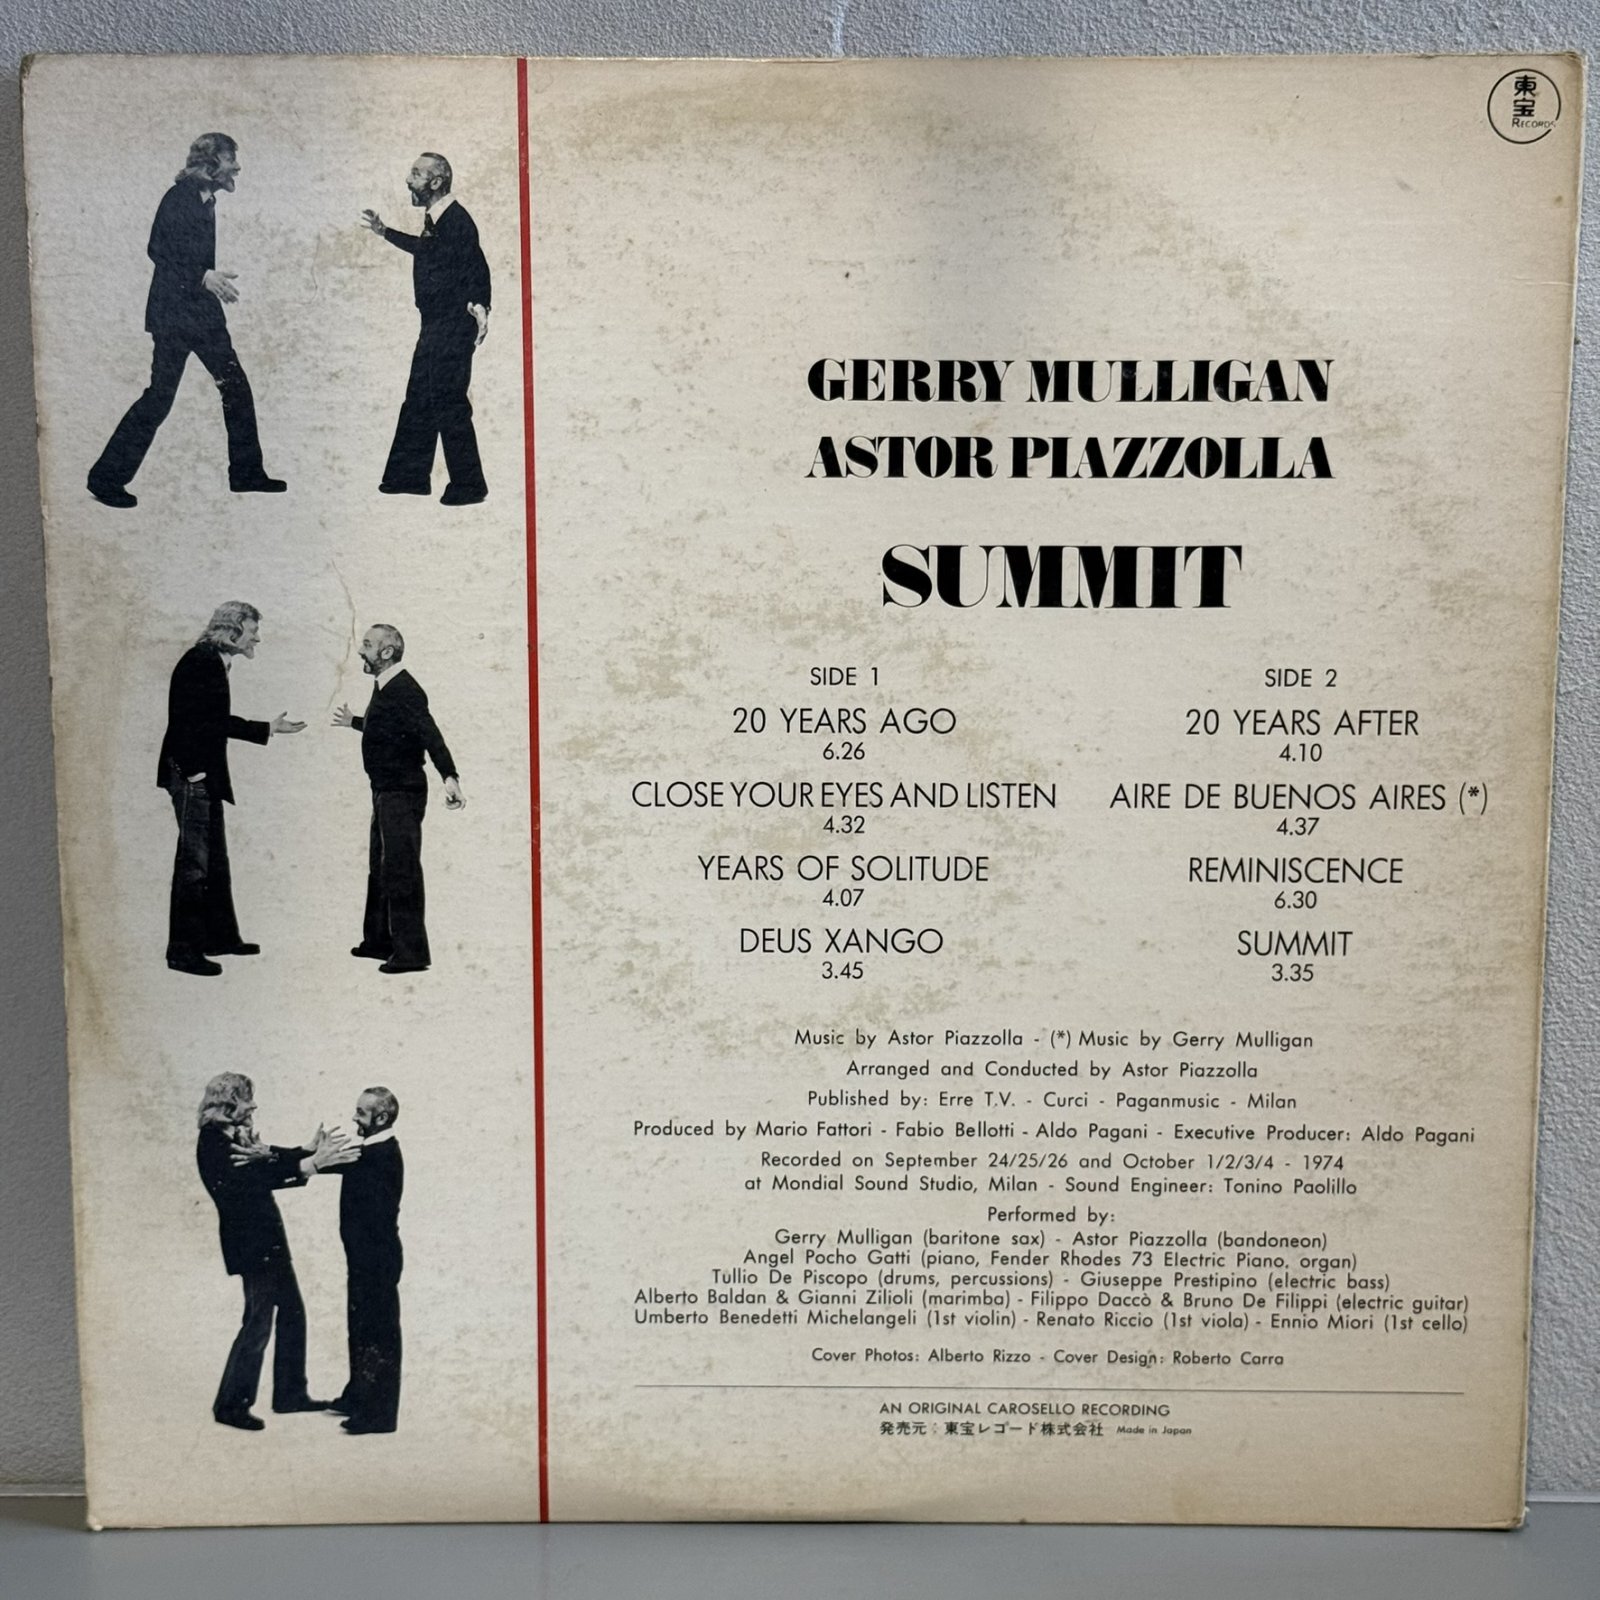 東
宝
RECORDS
GERRY MULLIGAN
ASTOR PIAZZOLLA
SUMMIT
SIDE 1
20 YEARS AGO
6.26
CLOSE YOUR EYES AND LISTEN
4.32
YEARS OF SOLITUDE
4.07
DEUS XANGO
3.45
SIDE 2
20 YEARS AFTER
4.10
AIRE DE BUENOS AIRES (*)
4.37
REMINISCENCE
6.30
SUMMIT
3.35
Music by Astor Piazzolla - (*) Music by Gerry Mulligan
Arranged and Conducted by Astor Piazzolla
Published by: Erre T.V. - Curci - Paganmusic - Milan
Produced by Mario Fattori - Fabio Bellotti - Aldo Pagani - Executive Producer: Aldo Pagani
Recorded on September 24/25/26 and October 1/2/3/4 - 1974
at Mondial Sound Studio, Milan - Sound Engineer: Tonino Paolillo
Performed by:
Gerry Mulligan (baritone sax) - Astor Piazzolla (bandoneon)
Angel Pocho Gatti (piano, Fender Rhodes 73 Electric Piano, organ)
Tullio De Piscopo (drums, percussions) - Giuseppe Prestipino (electric bass)
Alberto Baldan & Gianni Zilioli (marimba) - Filippo Daccò & Bruno De Filippi (electric guitar)
Umberto Benedetti Michelangeli (1st violin) - Renato Riccio (1st viola) - Ennio Miori (1st cello)
Cover Photos: Alberto Rizzo - Cover Design: Roberto Carra
AN ORIGINAL CAROSELLO RECORDING
発売元：東宝レコード株式会社 Made in Japan